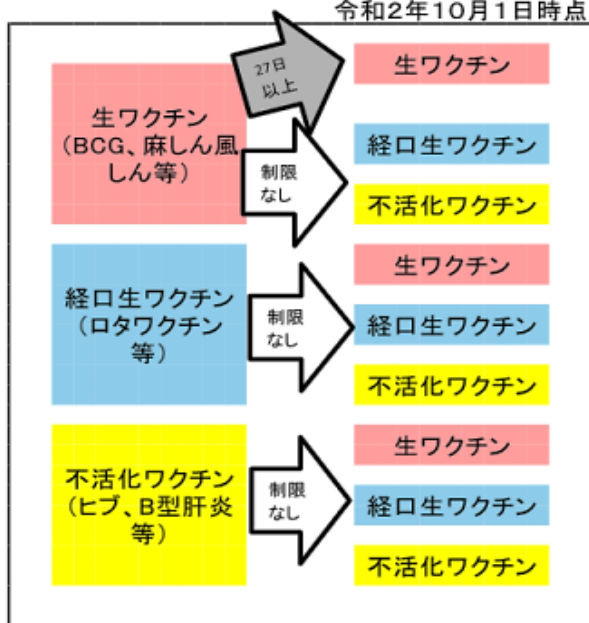 令和2年10月1日時点
生ワクチン
(BCG、麻しん風
しん等)
27日
以上
生ワクチン
制限
なし
経口生ワクチン
不活化ワクチン
経口生ワクチン
(ロタワクチン
等)
制限
なし
生ワクチン
経口生ワクチン
不活化ワクチン
不活化ワクチン
(ヒブ、B型肝炎
等)
制限
なし
生ワクチン
経口生ワクチン
不活化ワクチン